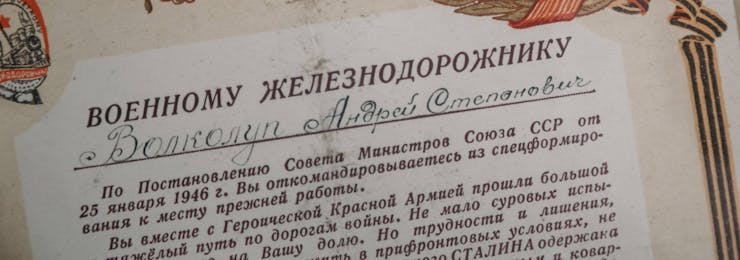 ВОЕННОМУ ЖЕЛЕЗНОДОРОЖНИКУ
Волколуп Андрей Степанович
По Постановлению Совета Министров Союза ССР от
25 января 1946 г. Вы откомандировываетесь из спецформиро-
вания к месту прежней работы.
Вы вместе с Героической Красной Армией прошли большой
тяжёлый путь по дорогам войны. Не мало суровых испы-
на Вашу долю. Но трудности и лишения,
в прифронтовых условиях, не
СТАЛИНА одержана
и ковар-